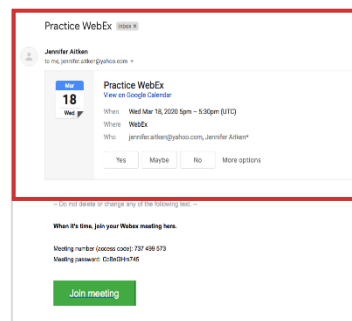 Practice WebEx Inbox x
Jennifer Aitken
to me, jennifer.aitken@yahoo.com
Mar
18
Wed
Practice WebEx
View on Google Calendar
When Wed Mar 18, 2020 5pm – 5:30pm (UTC)
Where WebEx
Who jennifer.aitken@yahoo.com, Jennifer Aitken*
Yes Maybe No More options
-- Do not delete or change any of the following text. --
When it's time, join your Webex meeting here.
Meeting number (access code): 737 499 573
Meeting password:
Join meeting